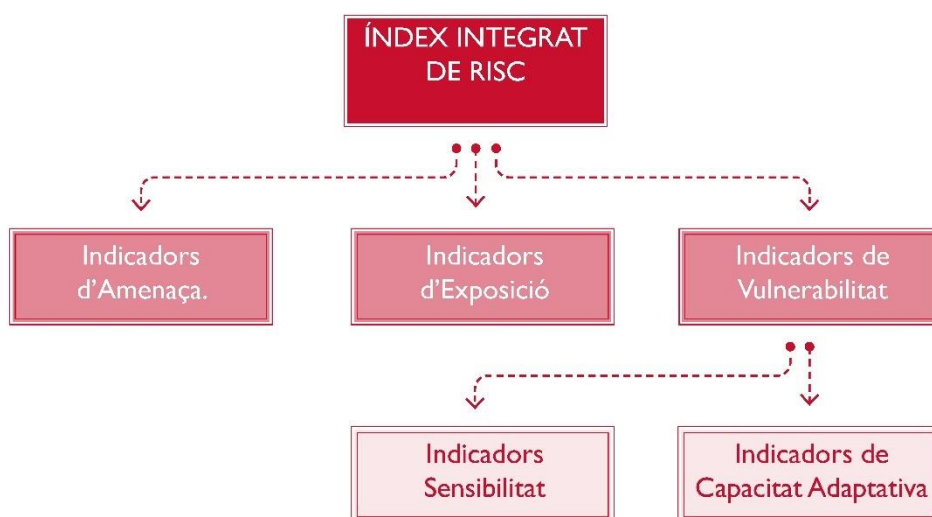 ÍNDEX INTEGRAT
DE RISC
Indicadors
d'Amenaça.
Indicadors
d'Exposició
Indicadors de
Vulnerabilitat
Indicadors
Sensibilitat
Indicadors de
Capacitat Adaptativa